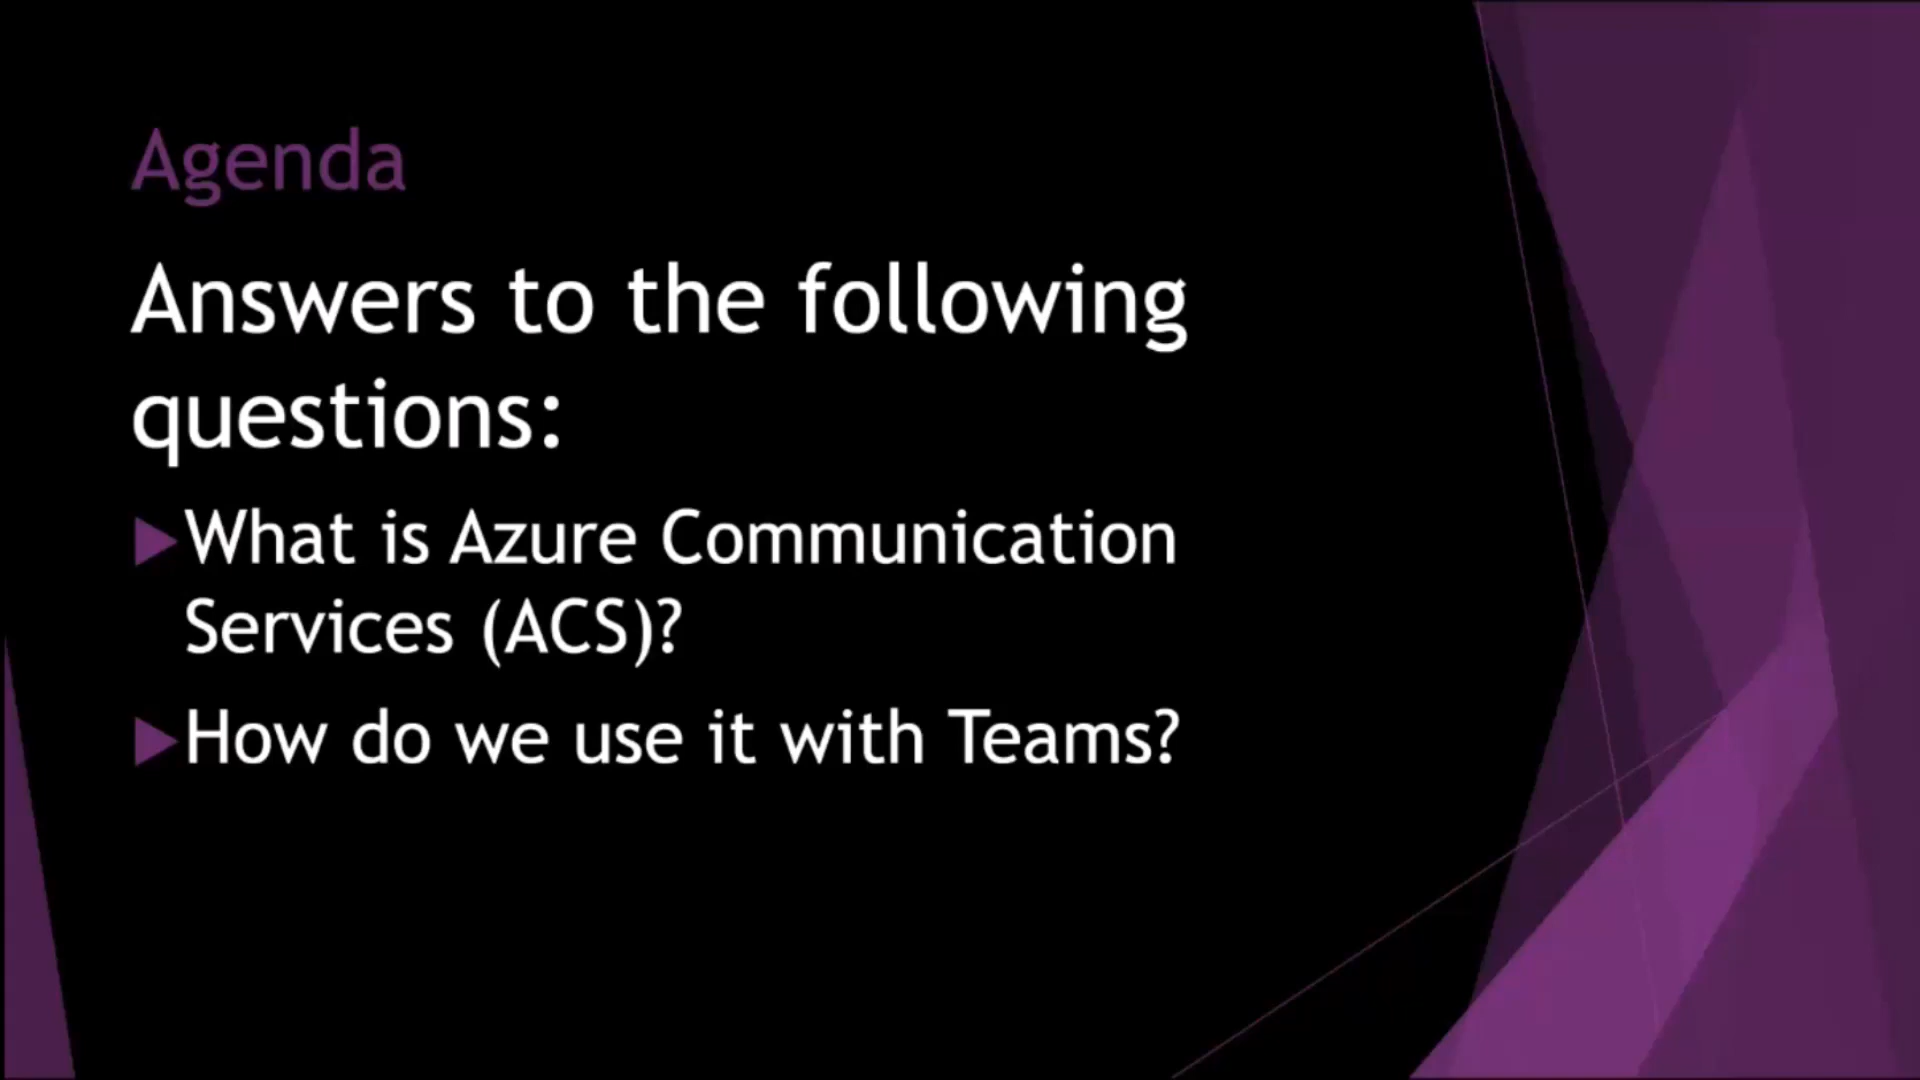 Agenda
Answers to the following
questions:
What is Azure Communication
Services (ACS)?
How do we use it with Teams?